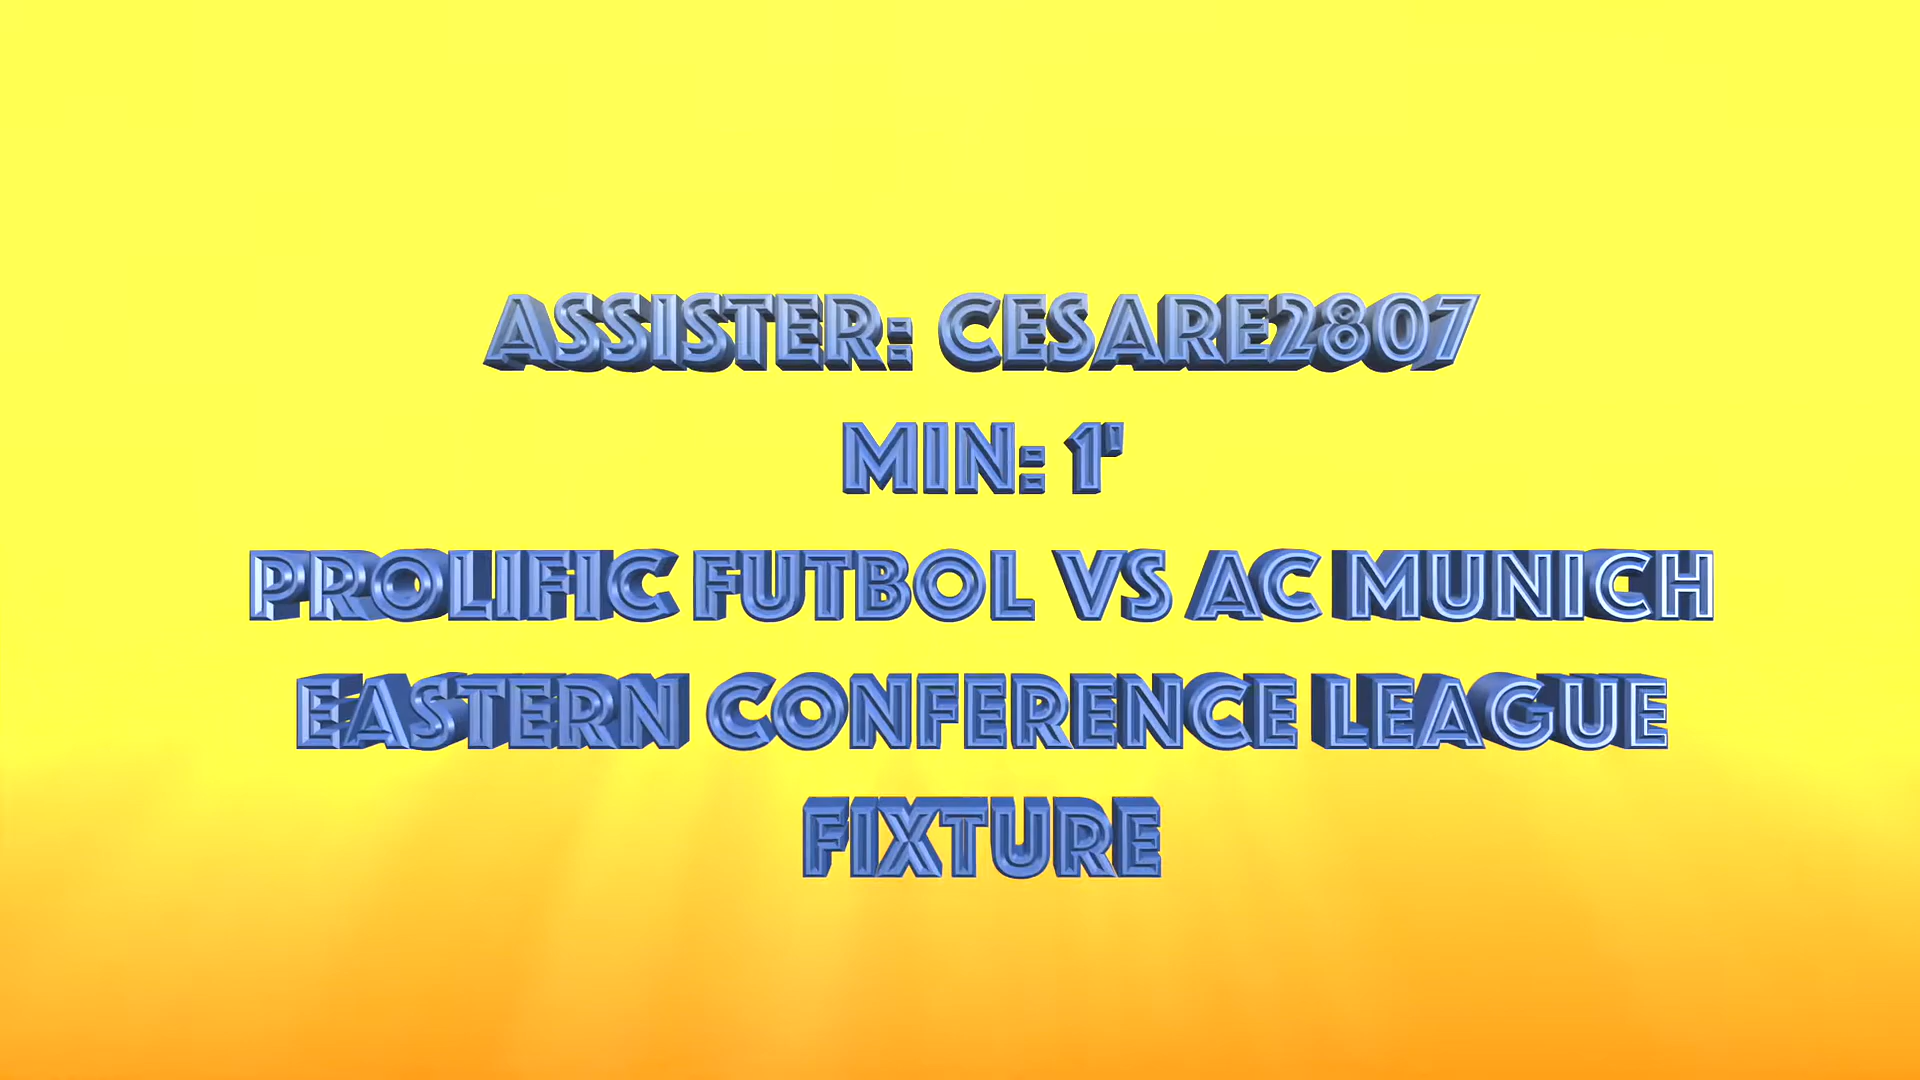 ASSISTER: CESARE2807
MIN: 1'
PROLIFIC FUTBOL VS AC MUNICH
EASTERN CONFERENCE LEAGUE
FIXTURE